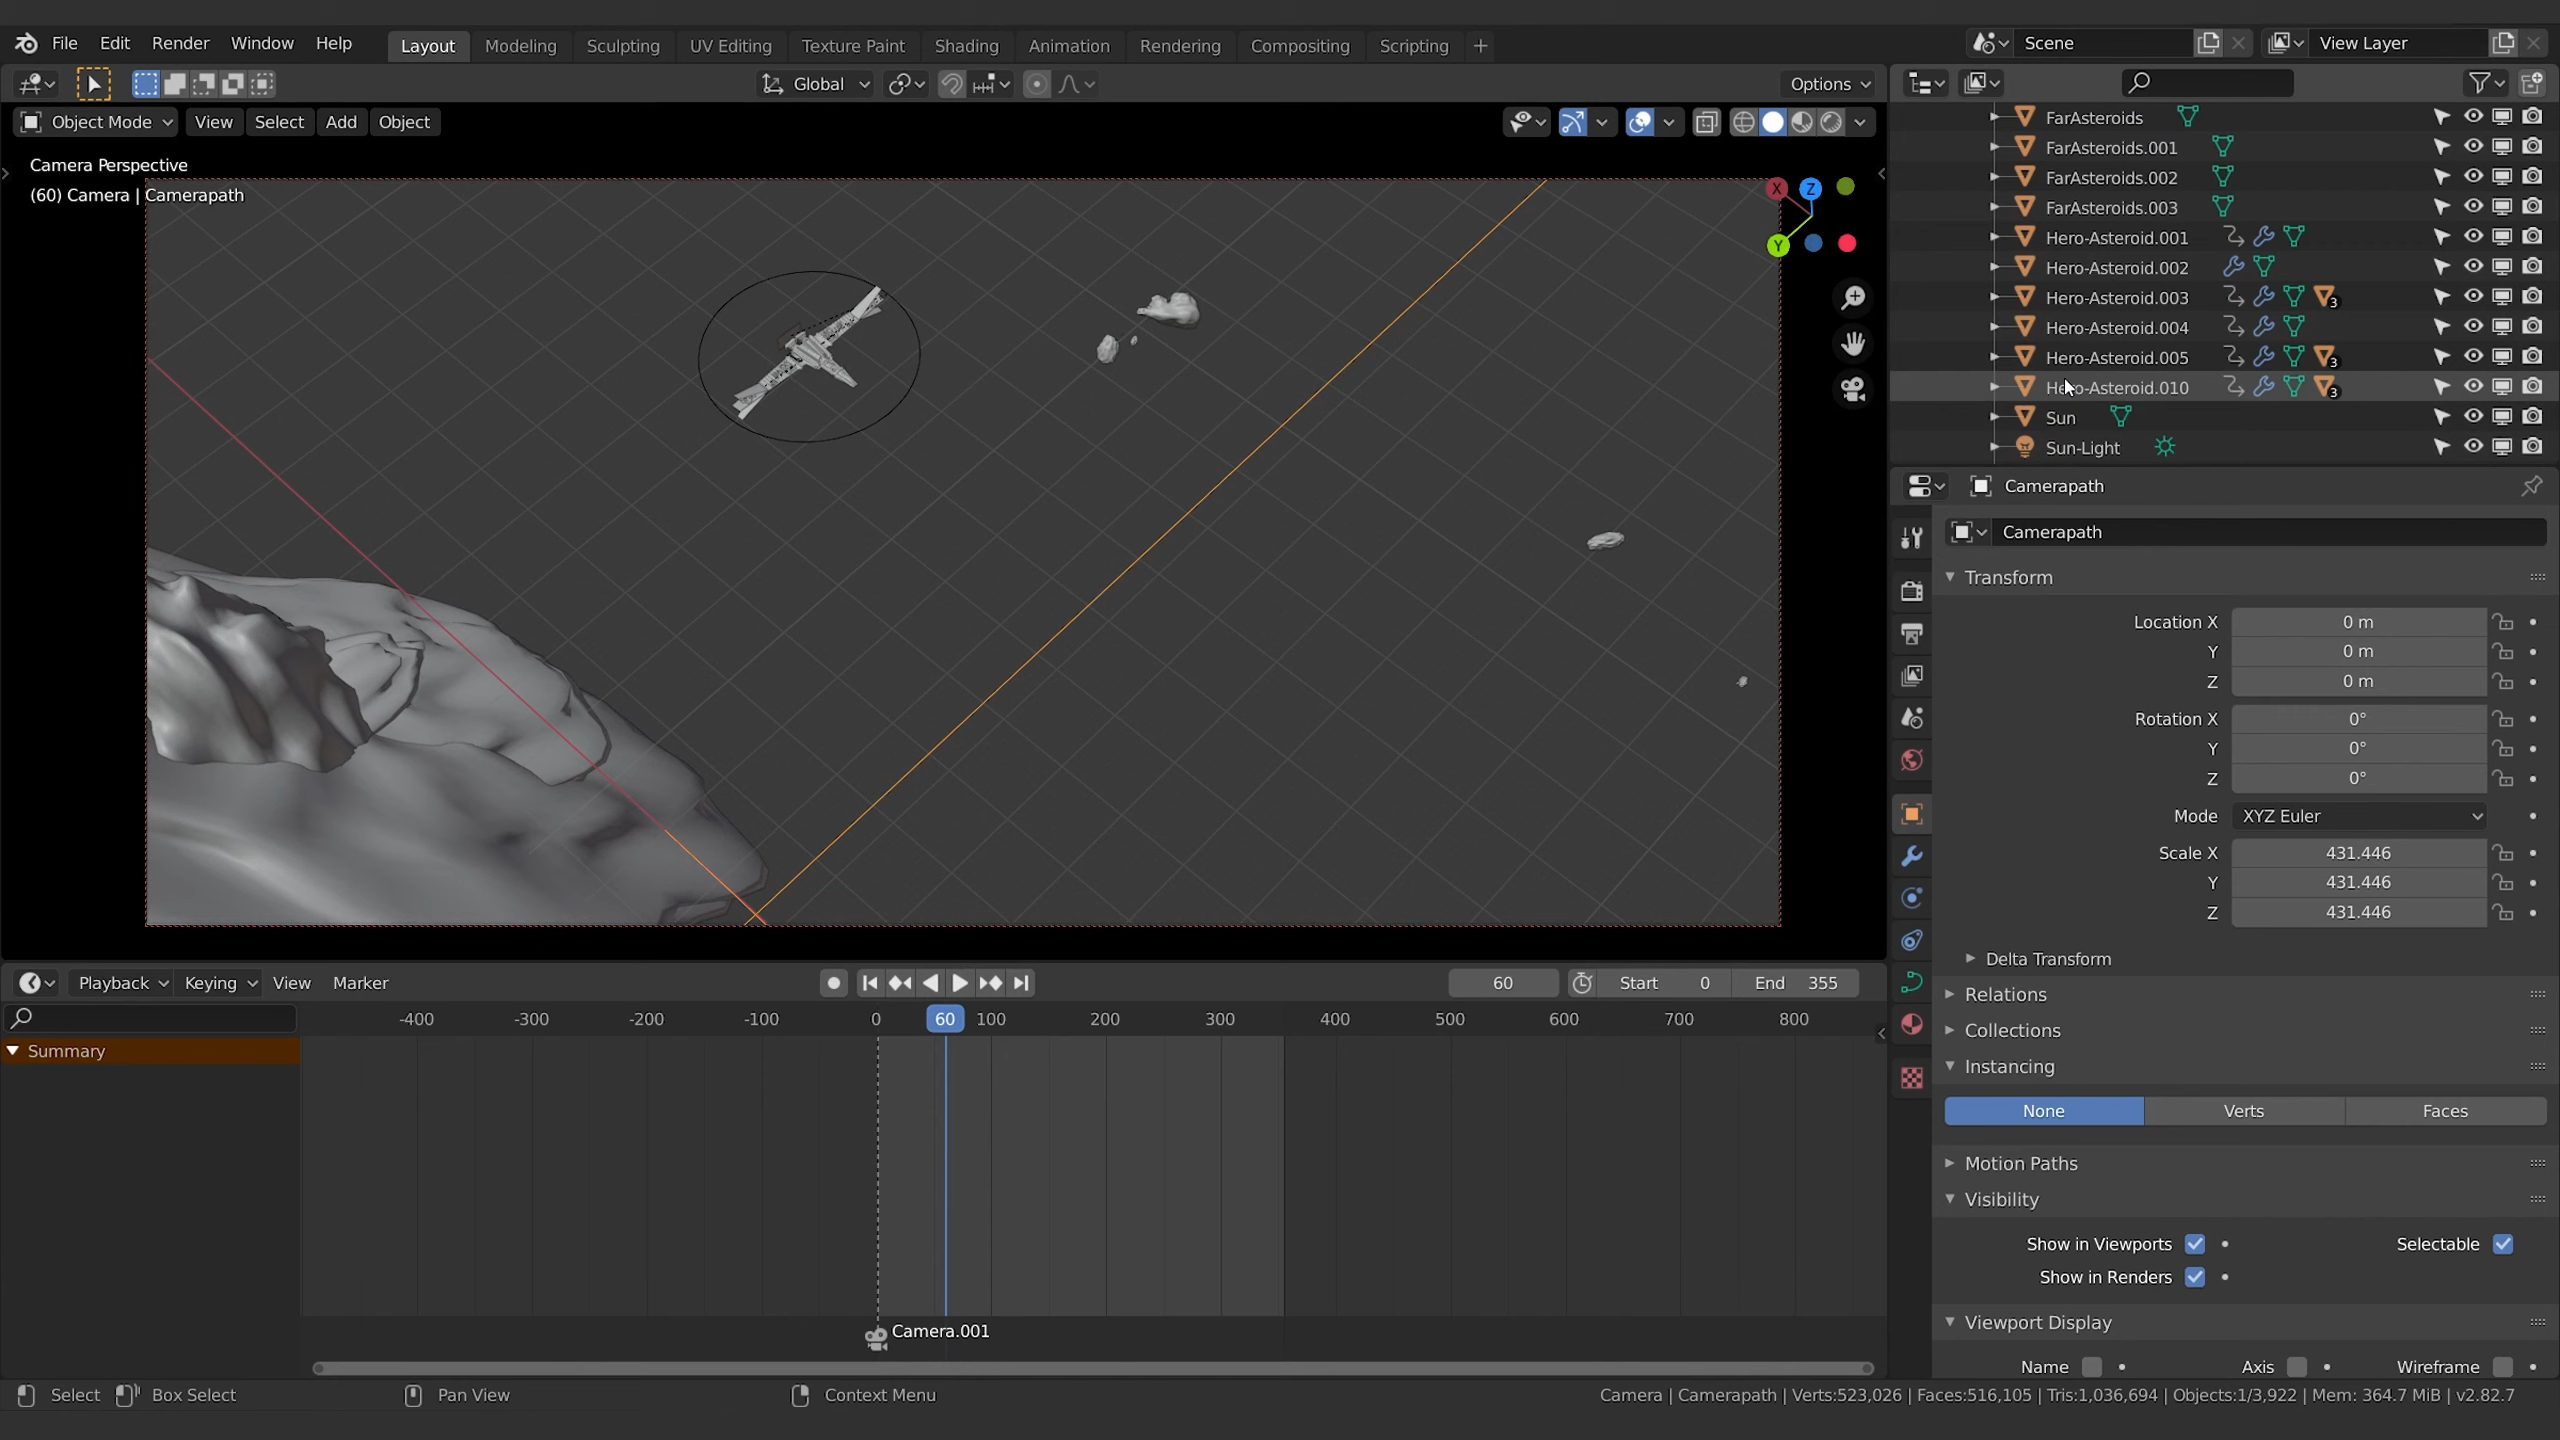 File Edit Render Window Help Layout Modeling Sculpting UV Editing Texture Paint Shading Animation Rendering Compositing Scripting + Scene View Layer
Global Options
Object Mode View Select Add Object
Camera Perspective
(60) Camera | Camerapath
X Z
Y
FarAsteroids
FarAsteroids.001
FarAsteroids.002
FarAsteroids.003
Hero-Asteroid.001
Hero-Asteroid.002
Hero-Asteroid.003 3
Hero-Asteroid.004
Hero-Asteroid.005 3
Hero-Asteroid.010 3
Sun
Sun-Light
Camerapath
Camerapath
Transform
Location X 0 m
Y 0 m
Z 0 m
Rotation X 0°
Y 0°
Z 0°
Mode XYZ Euler
Scale X 431.446
Y 431.446
Z 431.446
Delta Transform
Relations
Collections
Instancing
None Verts Faces
Motion Paths
Visibility
Show in Viewports Selectable
Show in Renders
Viewport Display
Name Axis Wireframe
Playback Keying View Marker 60 Start 0 End 355
-400 -300 -200 -100 0 60 100 200 300 400 500 600 700 800
Summary
Camera.001
Select Box Select Pan View Context Menu Camera | Camerapath | Verts:523,026 | Faces:516,105 | Tris:1,036,694 | Objects:1/3,922 | Mem: 364.7 MiB | v2.82.7